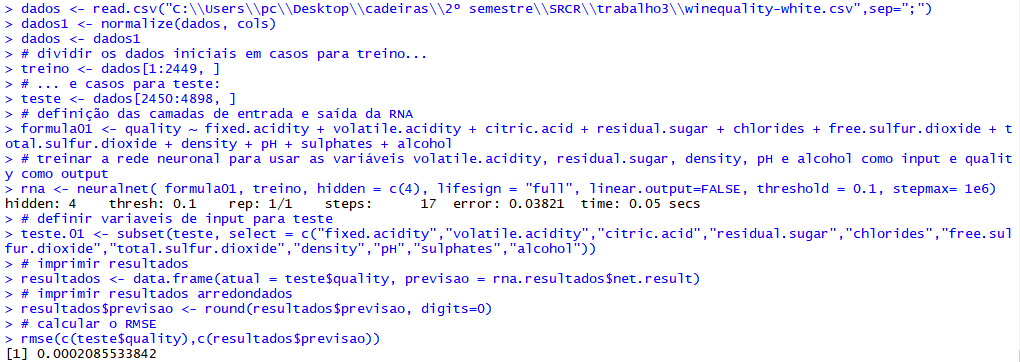 > dados <- read.csv("C:\\Users\\pc\\Desktop\\cadeiras\\2º semestre\\SRCR\\trabalho3\\winequality-white.csv",sep=";")
> dados1 <- normalize(dados, cols)
> dados <- dados1
> # dividir os dados iniciais em casos para treino...
> treino <- dados[1:2449, ]
> # ... e casos para teste:
> teste <- dados[2450:4898, ]
> # definição das camadas de entrada e saída da RNA
> formula01 <- quality ~ fixed.acidity + volatile.acidity + citric.acid + residual.sugar + chlorides + free.sulfur.dioxide + t
otal.sulfur.dioxide + density + pH + sulphates + alcohol
> # treinar a rede neuronal para usar as variáveis volatile.acidity, residual.sugar, density, pH e alcohol como input e qualit
y como output
> rna <- neuralnet( formula01, treino, hidden = c(4), lifesign = "full", linear.output=FALSE, threshold = 0.1, stepmax= 1e6)
hidden: 4    thresh: 0.1    rep: 1/1    steps:      17  error: 0.03821  time: 0.05 secs
> # definir variaveis de input para teste
> teste.01 <- subset(teste, select = c("fixed.acidity","volatile.acidity","citric.acid","residual.sugar","chlorides","free.sul
fur.dioxide","total.sulfur.dioxide","density","pH","sulphates","alcohol"))
> # imprimir resultados
> resultados <- data.frame(atual = teste$quality, previsao = rna.resultados$net.result)
> # imprimir resultados arredondados
> resultados$previsao <- round(resultados$previsao, digits=0)
> # calcular o RMSE
> rmse(c(teste$quality),c(resultados$previsao))
[1] 0.0002085533842